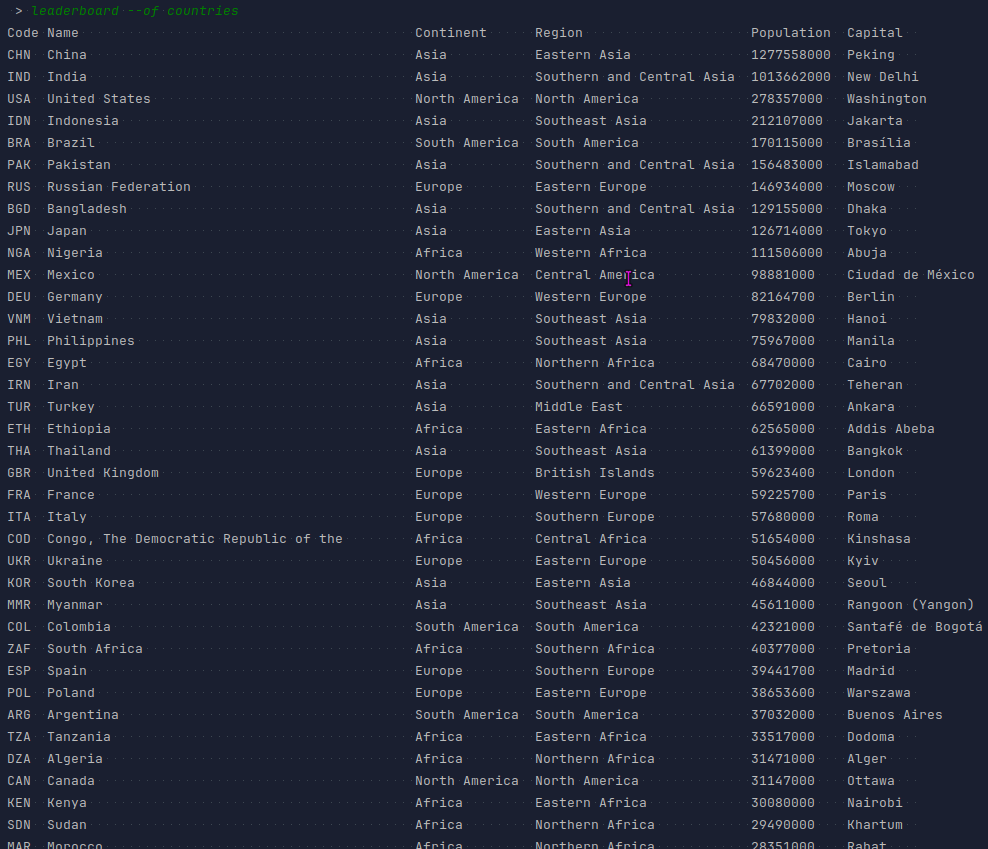 > leaderboard --of countries
Code Name Continent Region Population Capital
CHN China Asia Eastern Asia 1277558000 Peking
IND India Asia Southern and Central Asia 1013662000 New Delhi
USA United States North America North America 278357000 Washington
IDN Indonesia Asia Southeast Asia 212107000 Jakarta
BRA Brazil South America South America 170115000 Brasília
PAK Pakistan Asia Southern and Central Asia 156483000 Islamabad
RUS Russian Federation Europe Eastern Europe 146934000 Moscow
BGD Bangladesh Asia Southern and Central Asia 129155000 Dhaka
JPN Japan Asia Eastern Asia 126714000 Tokyo
NGA Nigeria Africa Western Africa 111506000 Abuja
MEX Mexico North America Central America 98881000 Ciudad de México
DEU Germany Europe Western Europe 82164700 Berlin
VNM Vietnam Asia Southeast Asia 79832000 Hanoi
PHL Philippines Asia Southeast Asia 75967000 Manila
EGY Egypt Africa Northern Africa 68470000 Cairo
IRN Iran Asia Southern and Central Asia 67702000 Teheran
TUR Turkey Asia Middle East 66591000 Ankara
ETH Ethiopia Africa Eastern Africa 62565000 Addis Abeba
THA Thailand Asia Southeast Asia 61399000 Bangkok
GBR United Kingdom Europe British Islands 59623400 London
FRA France Europe Western Europe 59225700 Paris
ITA Italy Europe Southern Europe 57680000 Roma
COD Congo, The Democratic Republic of the Africa Central Africa 51654000 Kinshasa
UKR Ukraine Europe Eastern Europe 50456000 Kyiv
KOR South Korea Asia Eastern Asia 46844000 Seoul
MMR Myanmar Asia Southeast Asia 45611000 Rangoon (Yangon)
COL Colombia South America South America 42321000 Santafé de Bogotá
ZAF South Africa Africa Southern Africa 40377000 Pretoria
ESP Spain Europe Southern Europe 39441700 Madrid
POL Poland Europe Eastern Europe 38653600 Warszawa
ARG Argentina South America South America 37032000 Buenos Aires
TZA Tanzania Africa Eastern Africa 33517000 Dodoma
DZA Algeria Africa Northern Africa 31471000 Alger
CAN Canada North America North America 31147000 Ottawa
KEN Kenya Africa Eastern Africa 30080000 Nairobi
SDN Sudan Africa Northern Africa 29490000 Khartum
MAR Morocco Africa Northern Africa 28351000 Rabat